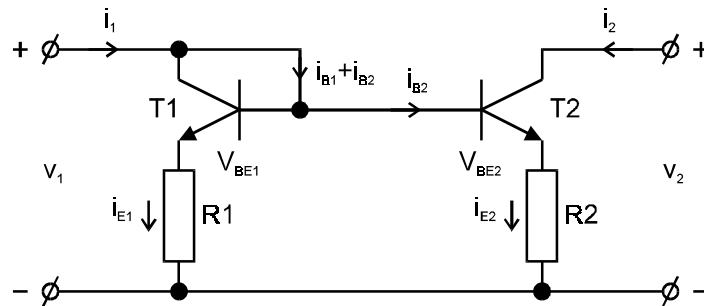 i1 i2
+ +
iB1+iB2 iB2
T1 T2
VBE1 VBE2
v1 v2
iE1 R1 iE2 R2
− −